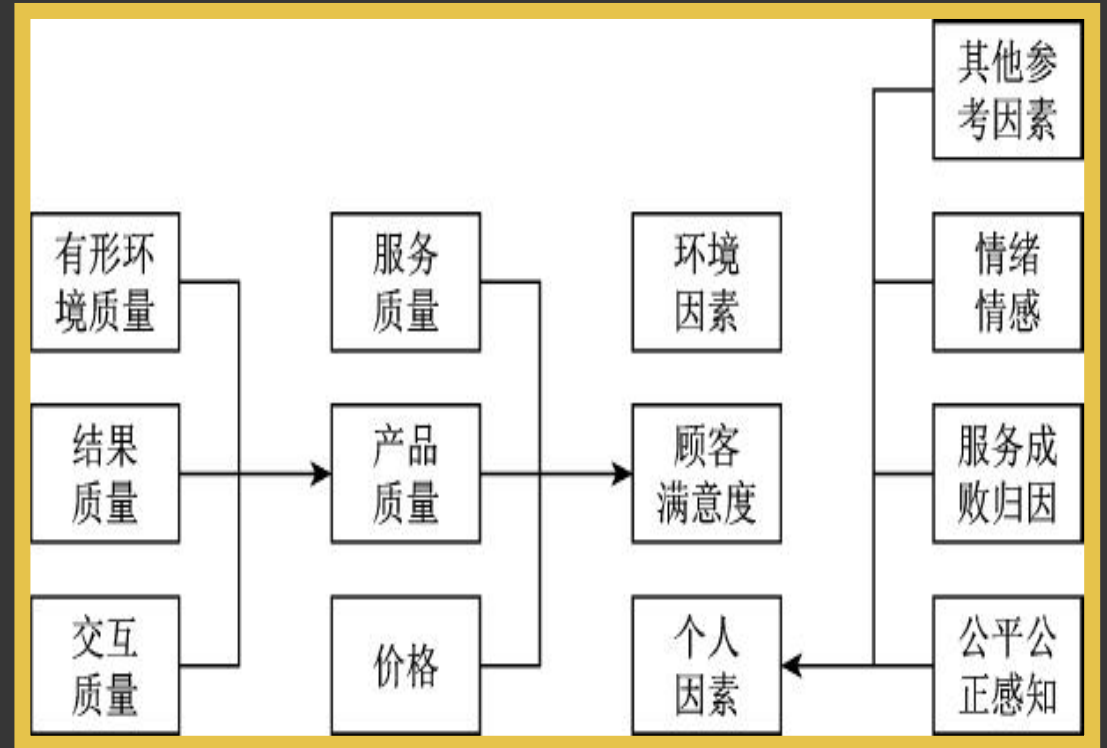 其他参
考因素
有形环
境质量
服务
质量
环境
因素
情绪
情感
结果
质量
产品
质量
顾客
满意度
服务成
败归因
交互
质量
价格
个人
因素
公平公
正感知